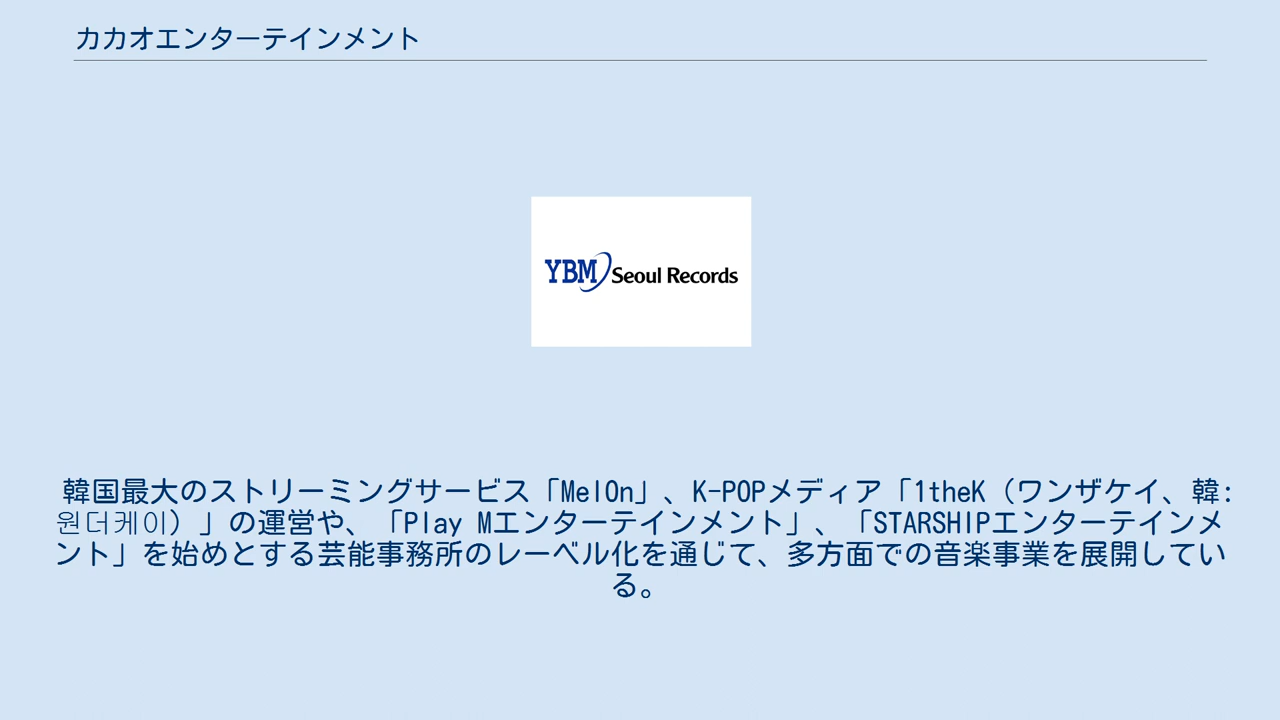 カカオエンターテインメント
YBM Seoul Records
韓国最大のストリーミングサービス「MelOn」、K-POPメディア「1theK（ワンザケイ、韓:
원더케이）」の運営や、「Play Mエンターテインメント」、「STARSHIPエンターテインメ
ント」を始めとする芸能事務所のレーベル化を通じて、多方面での音楽事業を展開してい
る。